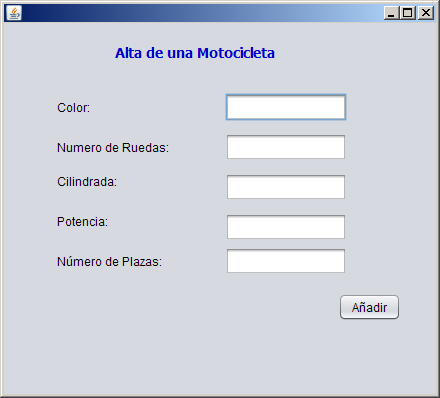 Alta de una Motocicleta
Color:
Numero de Ruedas:
Cilindrada:
Potencia:
Número de Plazas:
Añadir